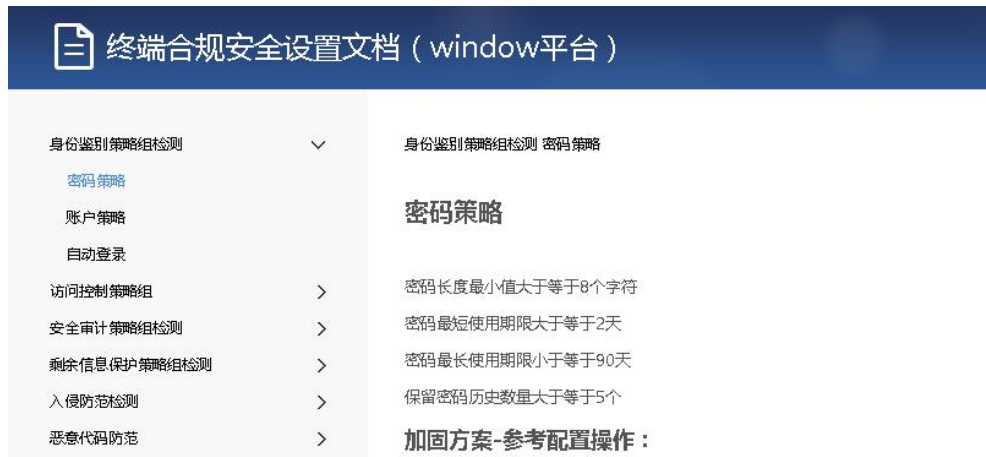 终端合规安全设置文档（window平台）
身份鉴别策略组检测
密码策略
账户策略
自动登录
访问控制策略组
安全审计策略组检测
剩余信息保护策略组检测
入侵防范检测
恶意代码防范
身份鉴别策略组检测 密码策略
密码策略
密码长度最小值大于等于8个字符
密码最短使用期限大于等于2天
密码最长使用期限小于等于90天
保留密码历史数量大于等于5个
加固方案-参考配置操作：